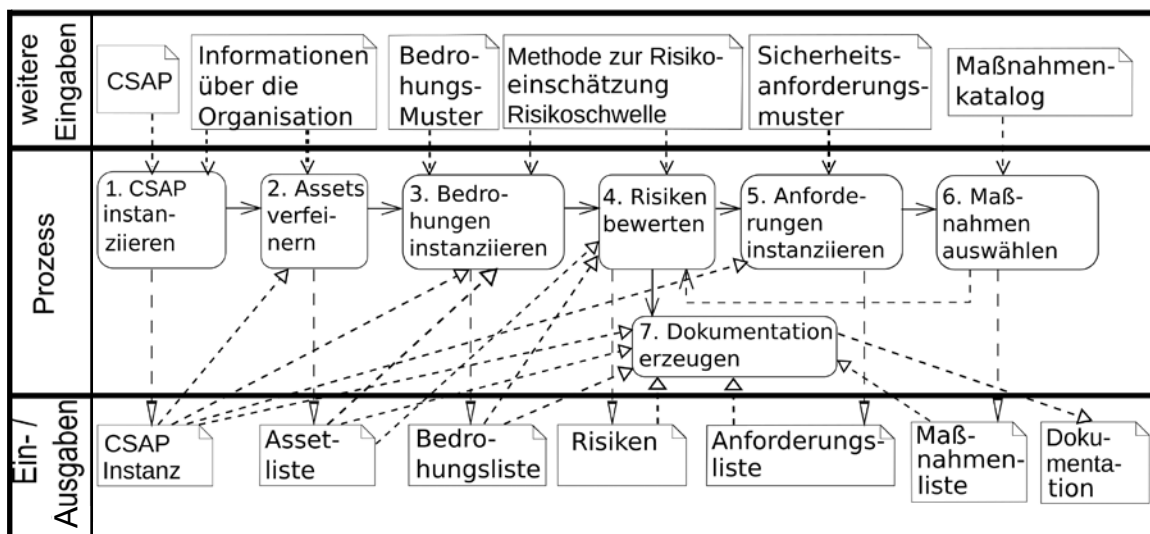 weitere
Eingaben
CSAP
Informationen
über die
Organisation
Bedro-
hungs-
Muster
Methode zur Risiko-
einschätzung
Risikoschwelle
Sicherheits-
anforderungs-
muster
Maßnahmen-
katalog
Prozess
1. CSAP
instan-
ziieren
2. Assets
verfei-
nern
3. Bedro-
hungen
instanziieren
4. Risiken
bewerten
5. Anforde-
rungen
instanziieren
6. Maß-
nahmen
auswählen
7. Dokumentation
erzeugen
Ein- /
Ausgaben
CSAP
Instanz
Asset-
liste
Bedro-
hungsliste
Risiken
Anforderungs-
liste
Maß-
nahmen-
liste
Doku-
menta-
tion